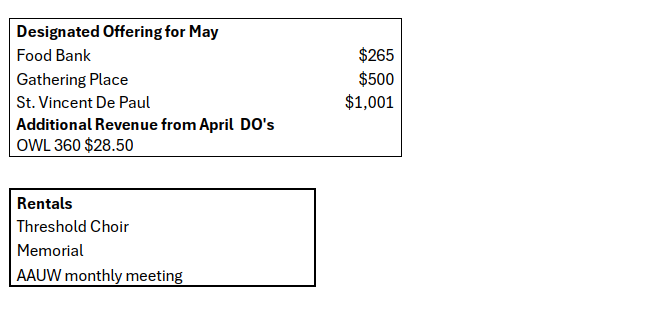 Designated Offering for May
Food Bank $265
Gathering Place $500
St. Vincent De Paul $1,001
Additional Revenue from April  DO's
OWL 360 $28.50
Rentals
Threshold Choir
Memorial
AAUW monthly meeting